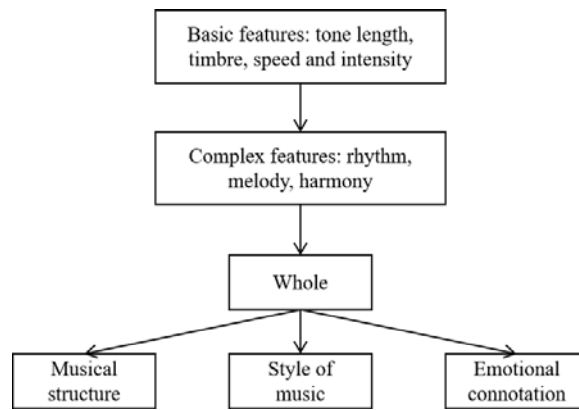 Basic features: tone length,
timbre, speed and intensity
Complex features: rhythm,
melody, harmony
Whole
Musical
structure
Style of
music
Emotional
connotation